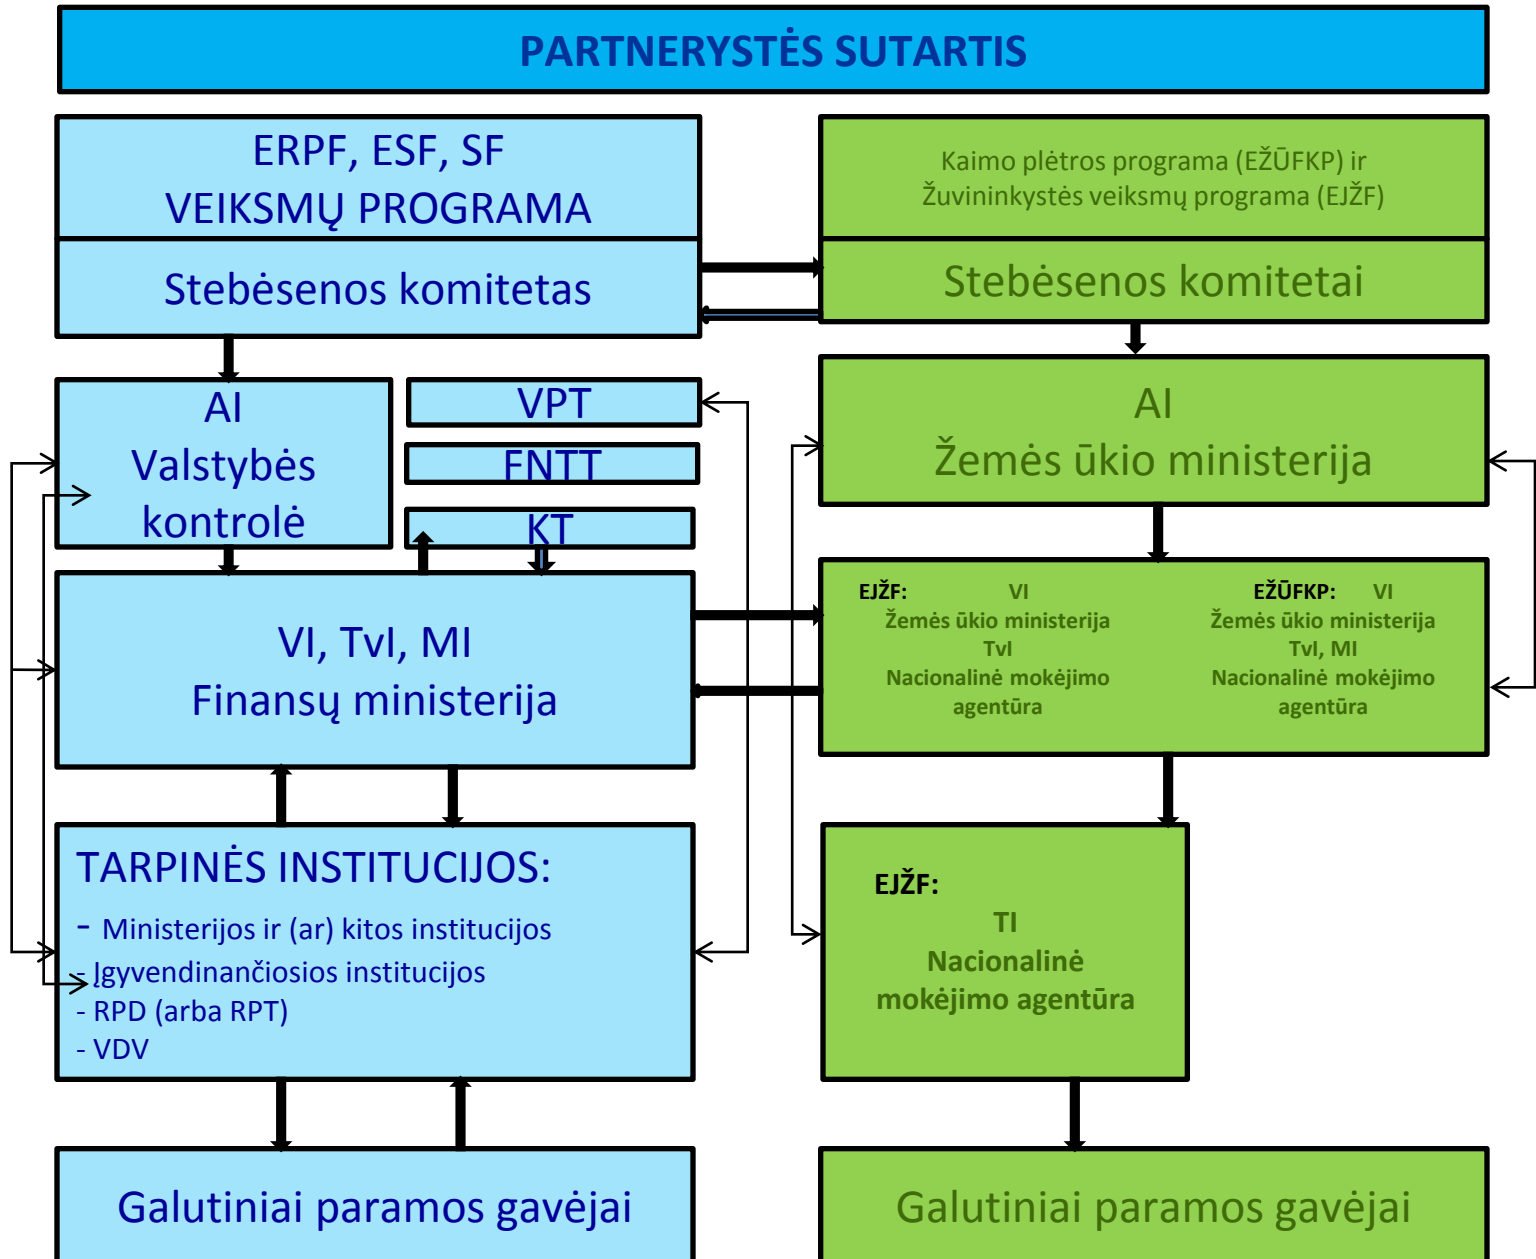 PARTNERYSTĖS SUTARTIS
ERPF, ESF, SF
VEIKSMŲ PROGRAMA
Stebėsenos komitetas
Kaimo plėtros programa (EŽŪFKP) ir
Žuvininkystės veiksmų programa (EJŽF)
Stebėsenos komitetai
AI
Valstybės
kontrolė
VPT
FNTT
KT
AI
Žemės ūkio ministerija
VI, TvI, MI
Finansų ministerija
EJŽF: VI
Žemės ūkio ministerija
TvI
Nacionalinė mokėjimo
agentūra
EŽŪFKP: VI
Žemės ūkio ministerija
TvI, MI
Nacionalinė mokėjimo
agentūra
TARPINĖS INSTITUCIJOS:
- Ministerijos ir (ar) kitos institucijos
- Įgyvendinančiosios institucijos
- RPD (arba RPT)
- VDV
EJŽF:
TI
Nacionalinė
mokėjimo agentūra
Galutiniai paramos gavėjai
Galutiniai paramos gavėjai